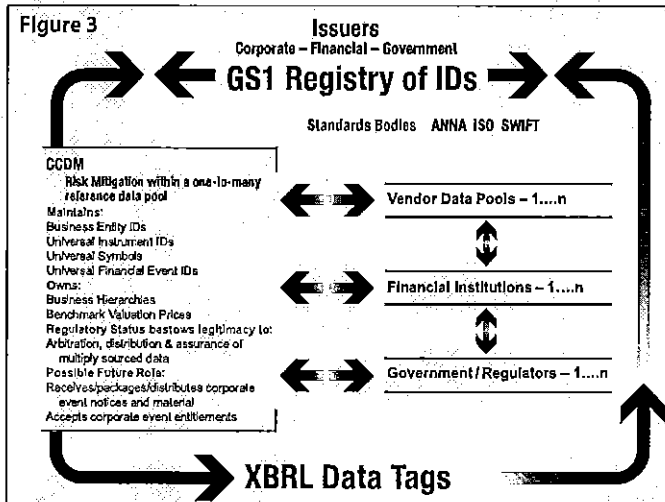 Figure 3
Issuers
Corporate – Financial – Government
GS1 Registry of IDs
Standards Bodies ANNA ISO SWIFT
CCDM
Risk Mitigation within a one-to-many
reference data pool
Maintains:
Business Entity IDs
Universal Instrument IDs
Universal Symbols
Universal Financial Event IDs
Owns:
Business Hierarchies
Benchmark Valuation Prices
Regulatory Status bestows legitimacy to:
Arbitration, distribution & assurance of
multiply sourced data
Possible Future Role:
Receives/packages/distributes corporate
event notices and material
Accepts corporate event entitlements
Vendor Data Pools – 1....n
Financial Institutions – 1....n
Government / Regulators – 1....n
XBRL Data Tags